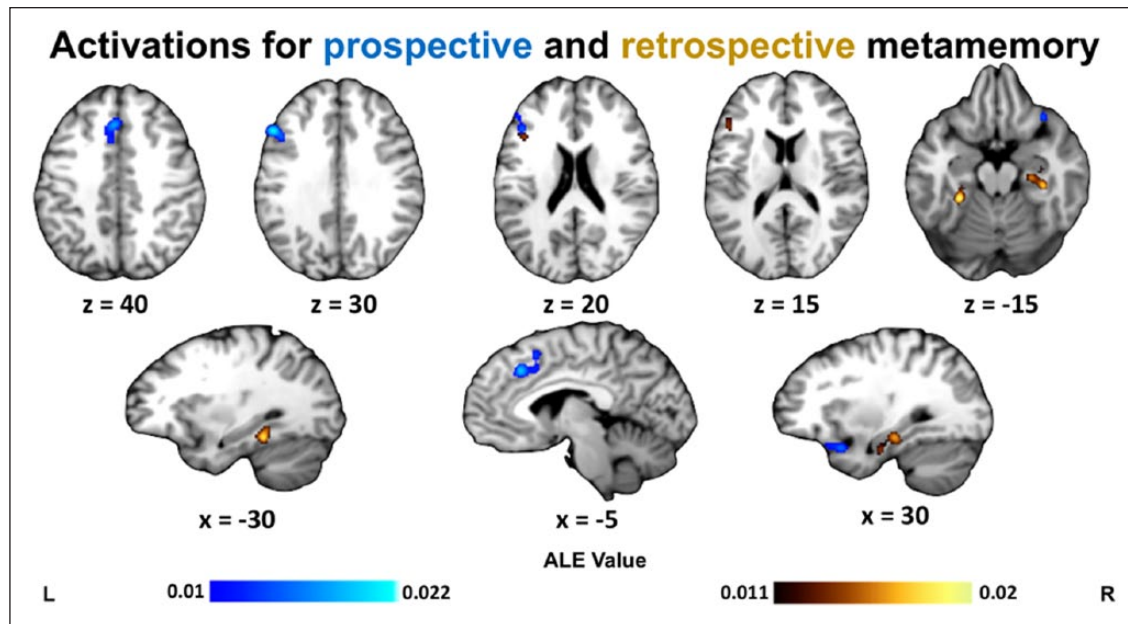 Activations for prospective and retrospective metamemory
z = 40
z = 30
z = 20
z = 15
z = -15
x = -30
x = -5
x = 30
ALE Value
L
0.01
0.022
0.011
0.02
R